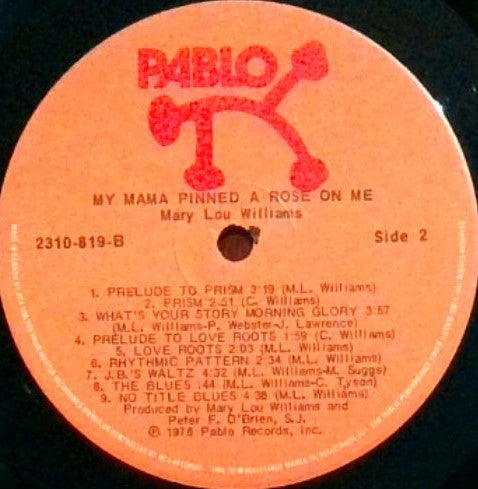 PABLO
MY MAMA PINNED A ROSE ON ME
Mary Lou Williams
2310-819-B
Side 2
1. PRELUDE TO PRISM 3:19 (M.L. Williams)
2. PRISM 2:51 (C. Williams)
3. WHAT'S YOUR STORY MORNING GLORY 3:57
(M.L. Williams-P. Webster-J. Lawrence)
4. PRELUDE TO LOVE ROOTS 1:59 (C. Williams)
5. LOVE ROOTS 2:03 (M.L. Williams)
6. RHYTHMIC PATTERN 2:34 (M.L. Williams)
7. J.B.'S WALTZ 4:32 (M.L. Williams-M. Suggs)
8. THE BLUES :44 (M.L. Williams-C. Tyson)
9. NO TITLE BLUES 4:38 (M.L. Williams)
Produced by Mary Lou Williams and
Peter F. O'Brien, S.J.
℗ 1978 Pablo Records, Inc.